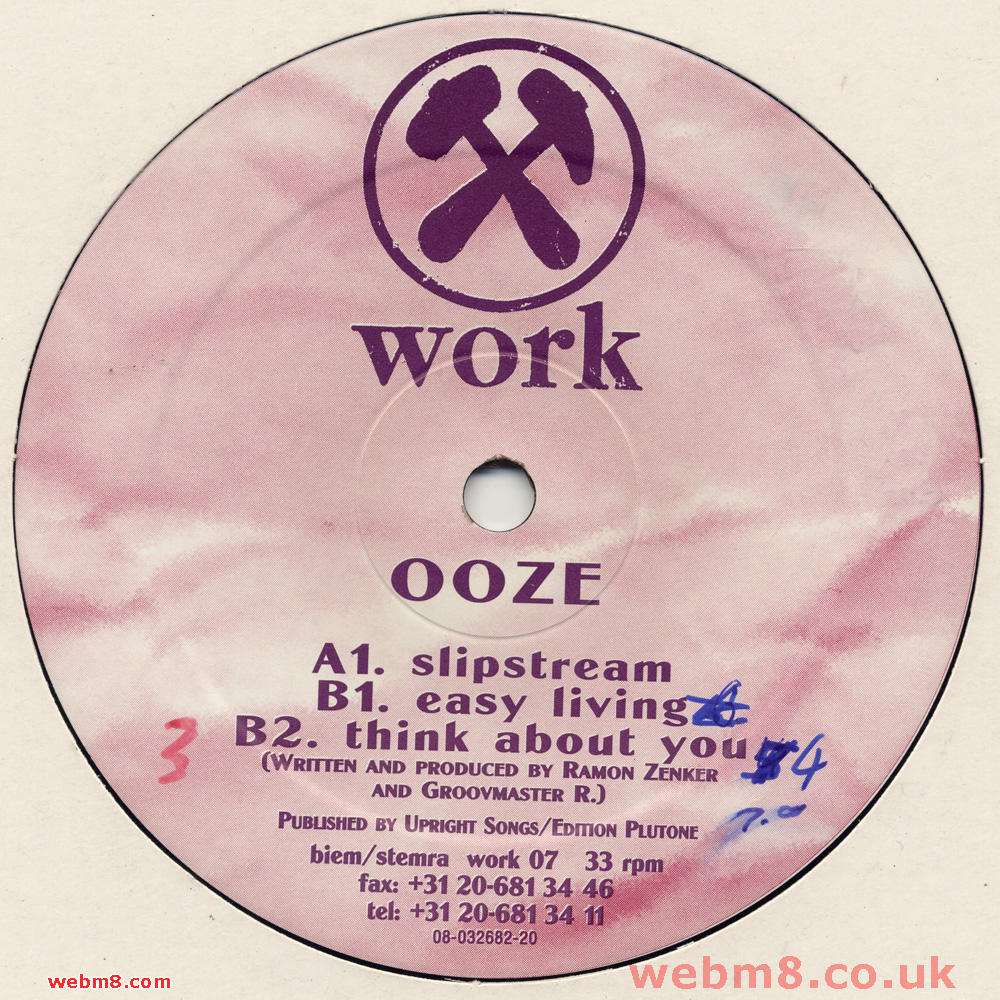 work
OOZE
A1. slipstream
B1. easy living
B2. think about you 4
3
(WRITTEN AND PRODUCED BY RAMON ZENKER
AND GROOVMASTER R.)
PUBLISHED BY UPRIGHT SONGS/EDITION PLUTONE
biem/stemra work 07 33 rpm
fax: +31 20-681 34 46
tel: +31 20-681 34 11
08-032682-20
webm8.com
webm8.co.uk